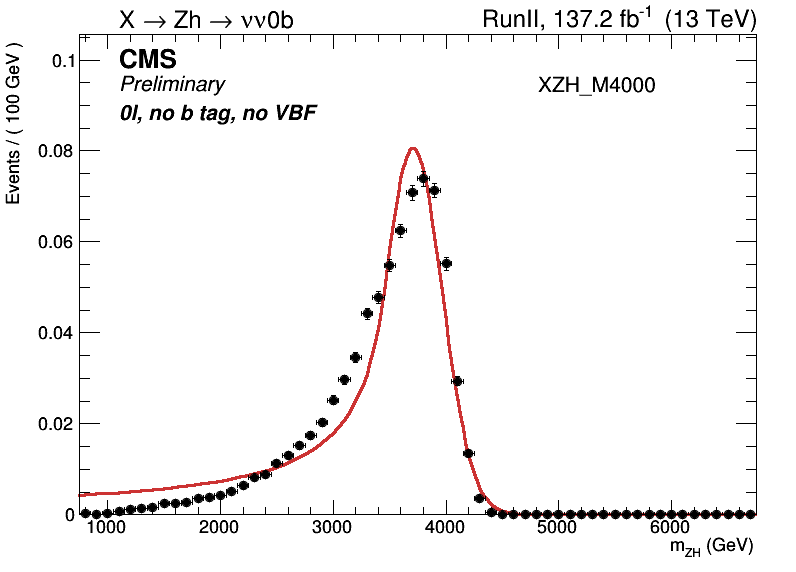 X → Zh → νν0b
RunII, 137.2 fb⁻¹ (13 TeV)
CMS
Preliminary
0l, no b tag, no VBF
XZH_M4000
Events / ( 100 GeV )
0.1
0.08
0.06
0.04
0.02
0
1000 2000 3000 4000 5000 6000
m_ZH (GeV)